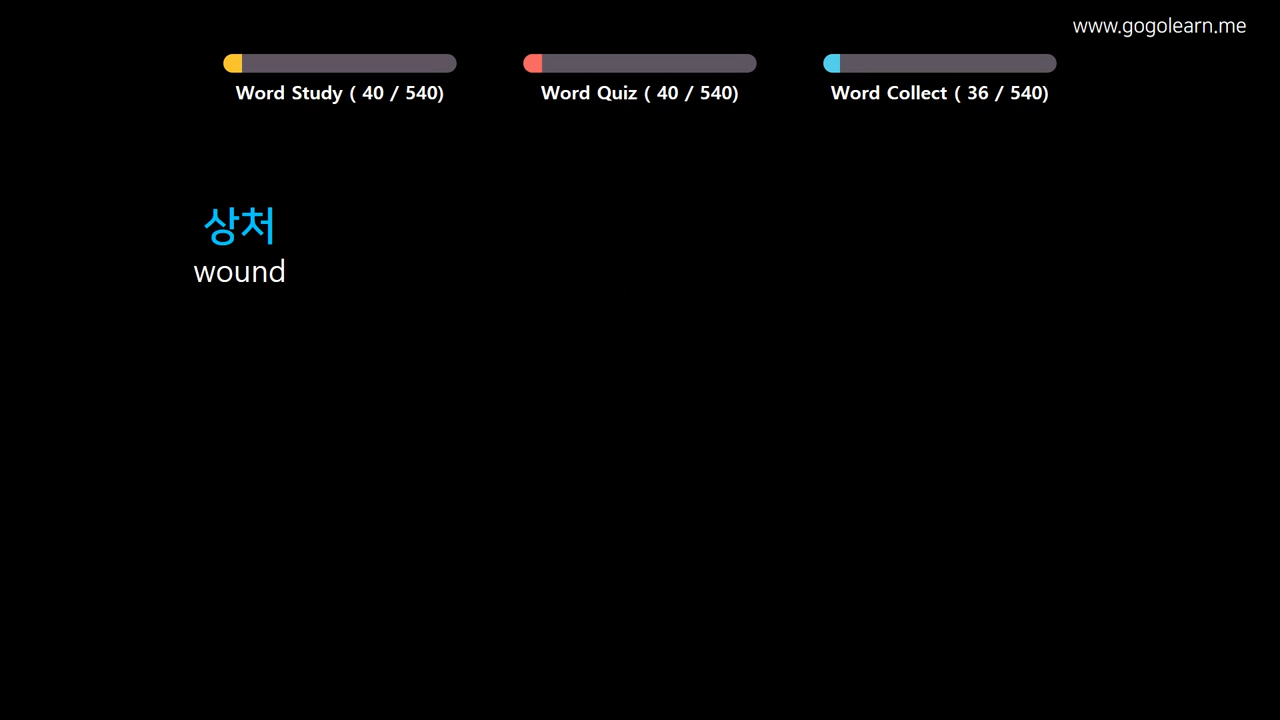 www.gogolearn.me
Word Study ( 40 / 540)
Word Quiz ( 40 / 540)
Word Collect ( 36 / 540)
상처
wound